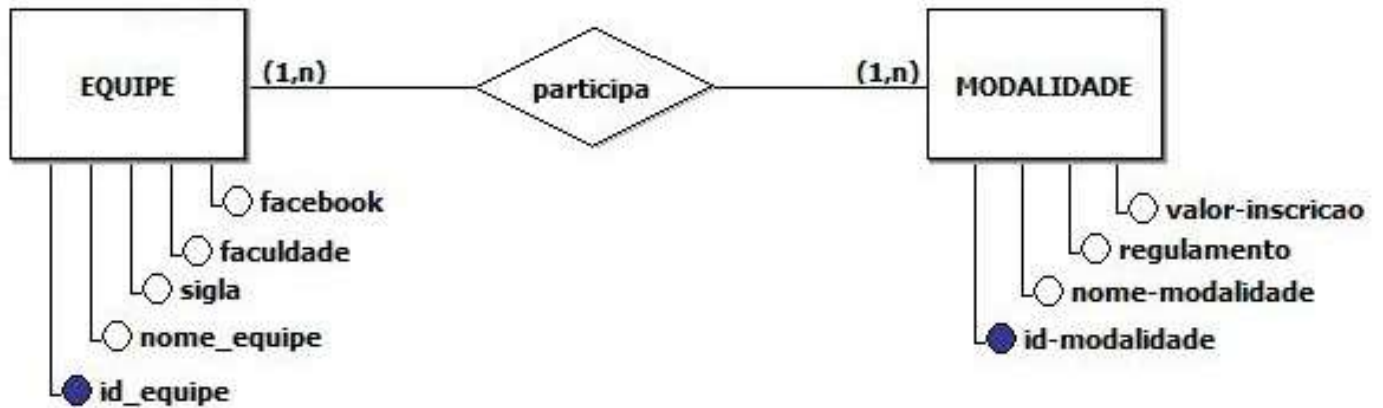 EQUIPE
(1,n)
participa
(1,n)
MODALIDADE
facebook
faculdade
sigla
nome_equipe
id_equipe
valor-inscricao
regulamento
nome-modalidade
id-modalidade